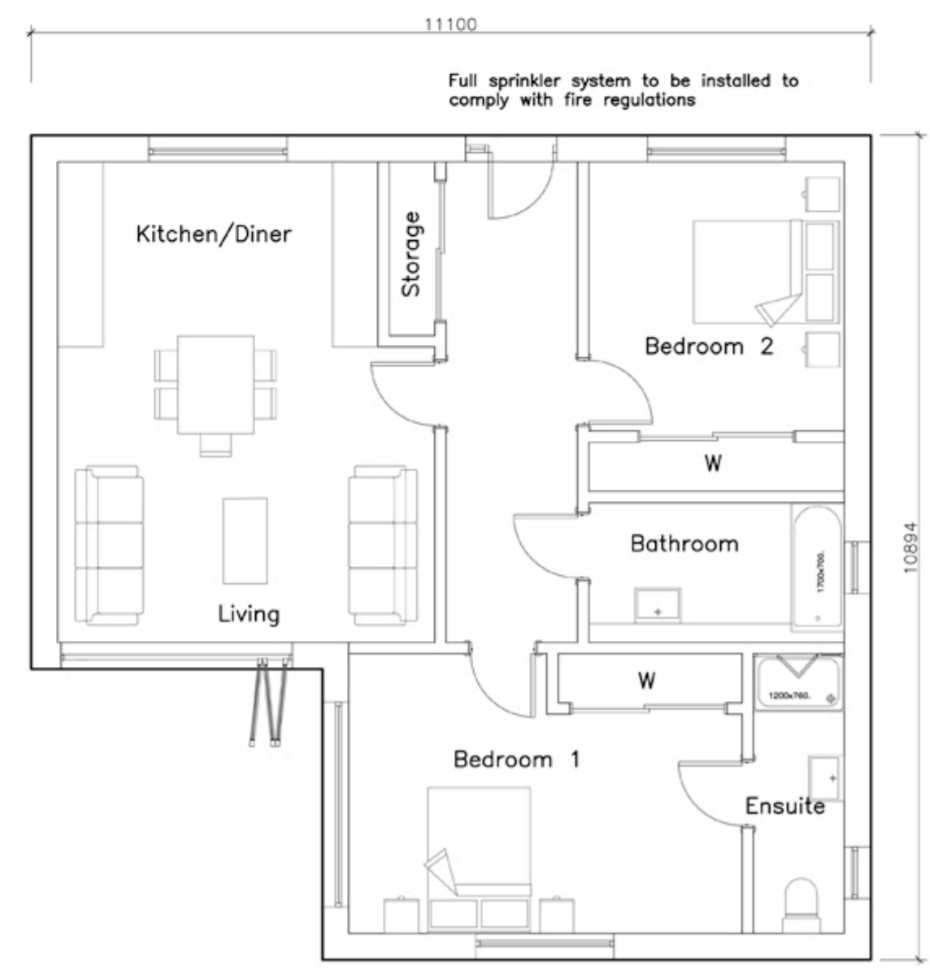 11100
Full sprinkler system to be installed to
comply with fire regulations
Kitchen/Diner
Storage
Bedroom 2
W
Bathroom
1700x700.
10894
Living
W
1200x760.
Bedroom 1
Ensuite